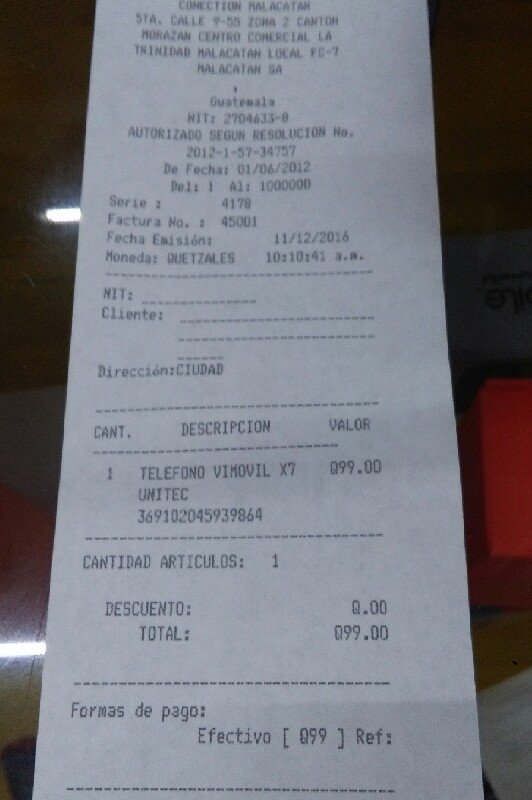 CONECTION MALACATAN
5TA. CALLE 9-55 ZONA 2 CANTON
MORAZAN CENTRO COMERCIAL LA
TRINIDAD MALACATAN LOCAL FC-7
MALACATAN SA
,
Guatemala
NIT: 2704633-8
AUTORIZADO SEGUN RESOLUCION No.
2012-1-57-34757
De Fecha: 01/06/2012
Del: 1 Al: 1000000
Serie : 4178
Factura No. : 45001
Fecha Emisión: 11/12/2016
Moneda: QUETZALES 10:10:41 a.m.
NIT:
Cliente:
Dirección:CIUDAD
CANT. DESCRIPCION VALOR
1 TELEFONO VIMOVIL X7 Q99.00
UNITEC
369102045939864
CANTIDAD ARTICULOS: 1
DESCUENTO: Q.00
TOTAL: Q99.00
Formas de pago:
Efectivo [ Q99 ] Ref: